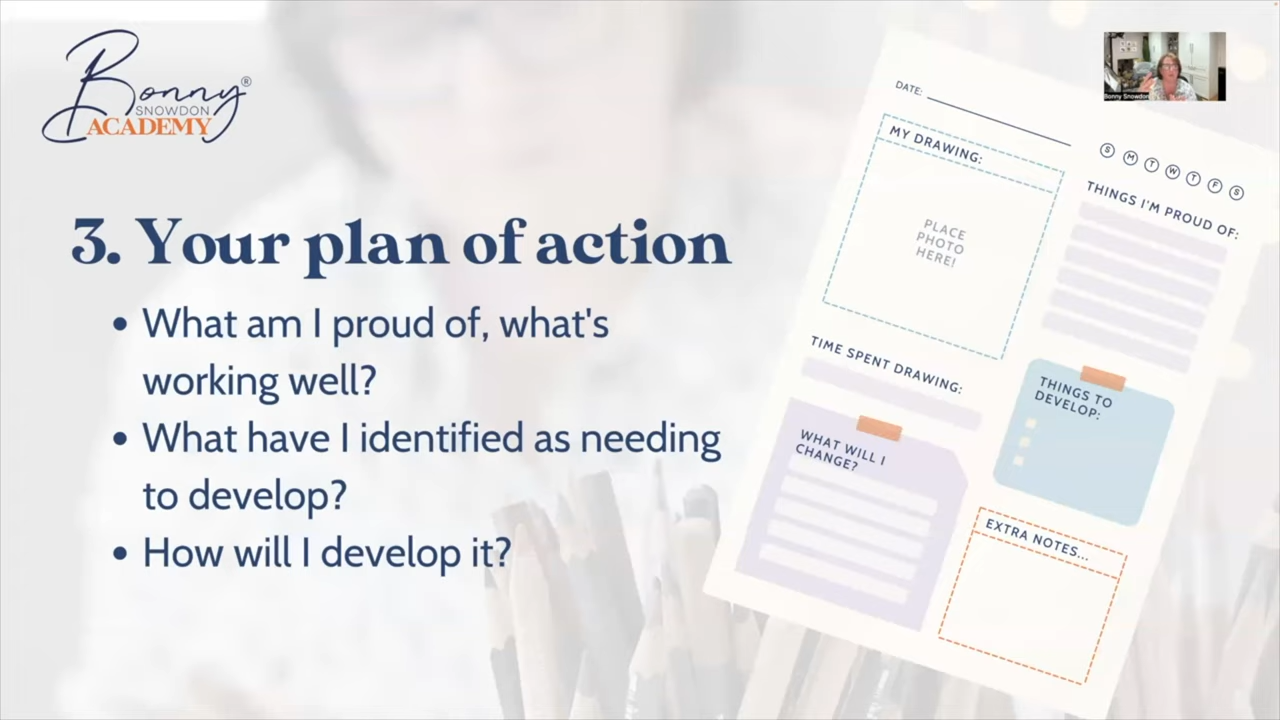 Bonny®
SNOWDON
ACADEMY
3. Your plan of action
• What am I proud of, what's
working well?
• What have I identified as needing
to develop?
• How will I develop it?
Bonny Snowdon
DATE:
S M T W T F S
MY DRAWING:
PLACE
PHOTO
HERE!
THINGS I'M PROUD OF:
TIME SPENT DRAWING:
THINGS TO
DEVELOP:
WHAT WILL I
CHANGE?
EXTRA NOTES...